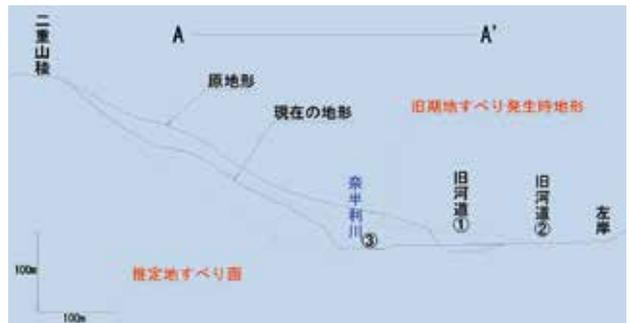 二重山稜
A
A'
原地形
現在の地形
旧期地すべり発生時地形
奈半利川
③
旧河道①
旧河道②
左岸
推定地すべり面
100m
100m